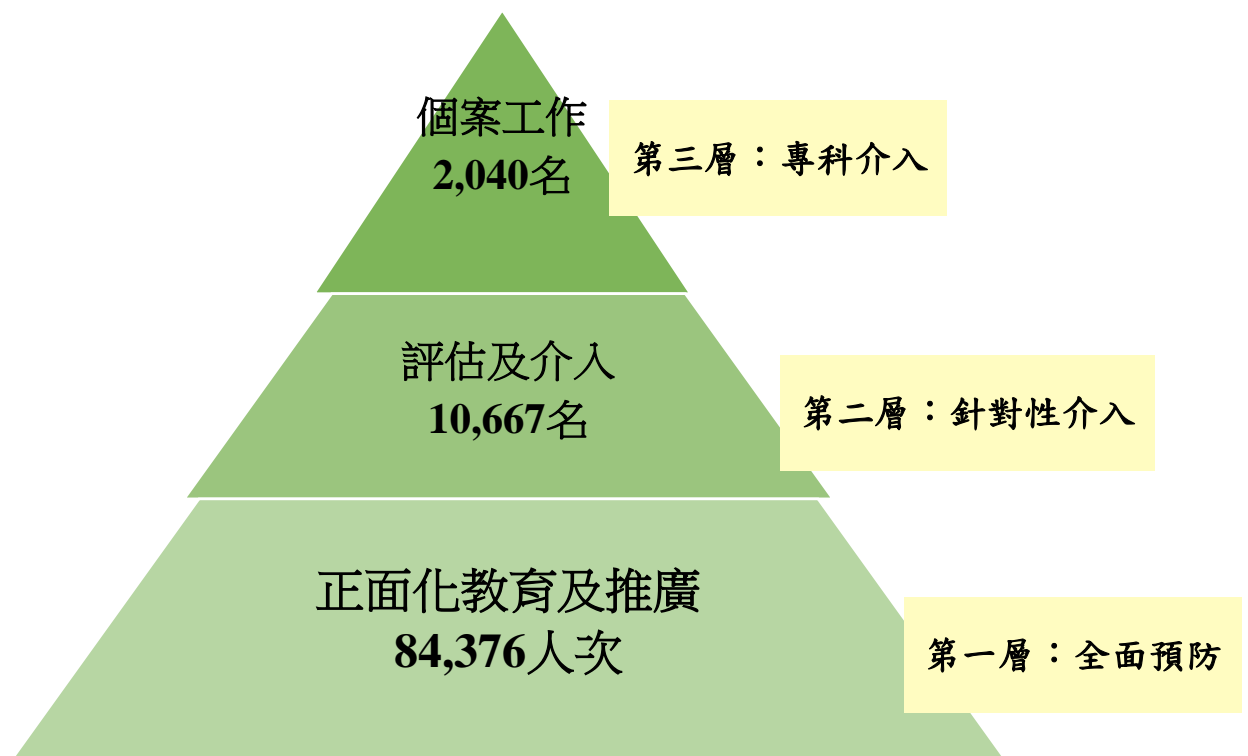 個案工作
2,040名
第三層：專科介入
評估及介入
10,667名
第二層：針對性介入
正面化教育及推廣
84,376人次
第一層：全面預防